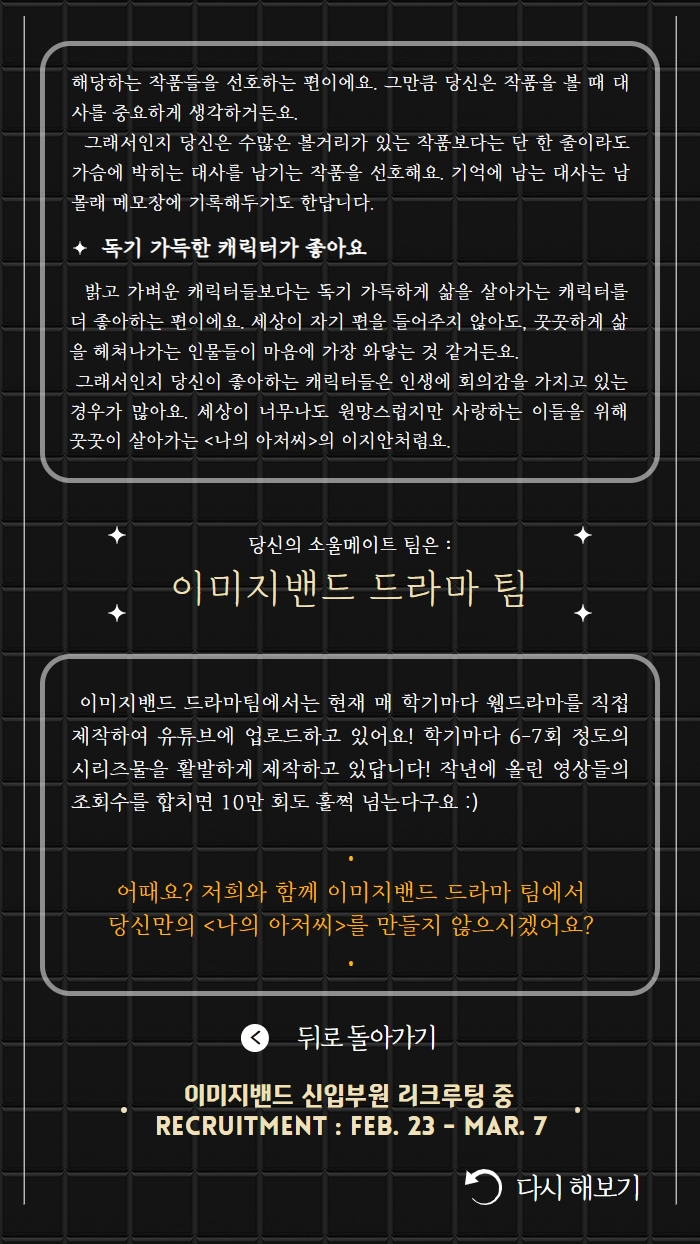 해당하는 작품들을 선호하는 편이에요. 그만큼 당신은 작품을 볼 때 대
사를 중요하게 생각하거든요.
그래서인지 당신은 수많은 볼거리가 있는 작품보다는 단 한 줄이라도
가슴에 박히는 대사를 남기는 작품을 선호해요. 기억에 남는 대사는 남
몰래 메모장에 기록해두기도 한답니다.
✦ 독기 가득한 캐릭터가 좋아요
밝고 가벼운 캐릭터들보다는 독기 가득하게 삶을 살아가는 캐릭터를
더 좋아하는 편이에요. 세상이 자기 편을 들어주지 않아도, 꿋꿋하게 삶
을 헤쳐나가는 인물들이 마음에 가장 와닿는 것 같거든요.
그래서인지 당신이 좋아하는 캐릭터들은 인생에 회의감을 가지고 있는
경우가 많아요. 세상이 너무나도 원망스럽지만 사랑하는 이들을 위해
꿋꿋이 살아가는 <나의 아저씨>의 이지안처럼요.
당신의 소울메이트 팀은 :
이미지밴드 드라마 팀
이미지밴드 드라마팀에서는 현재 매 학기마다 웹드라마를 직접
제작하여 유튜브에 업로드하고 있어요! 학기마다 6-7회 정도의
시리즈물을 활발하게 제작하고 있답니다! 작년에 올린 영상들의
조회수를 합치면 10만 회도 훌쩍 넘는다구요 :)
어때요? 저희와 함께 이미지밴드 드라마 팀에서
당신만의 <나의 아저씨>를 만들지 않으시겠어요?
뒤로 돌아가기
이미지밴드 신입부원 리크루팅 중
RECRUITMENT : FEB. 23 - MAR. 7
다시 해보기